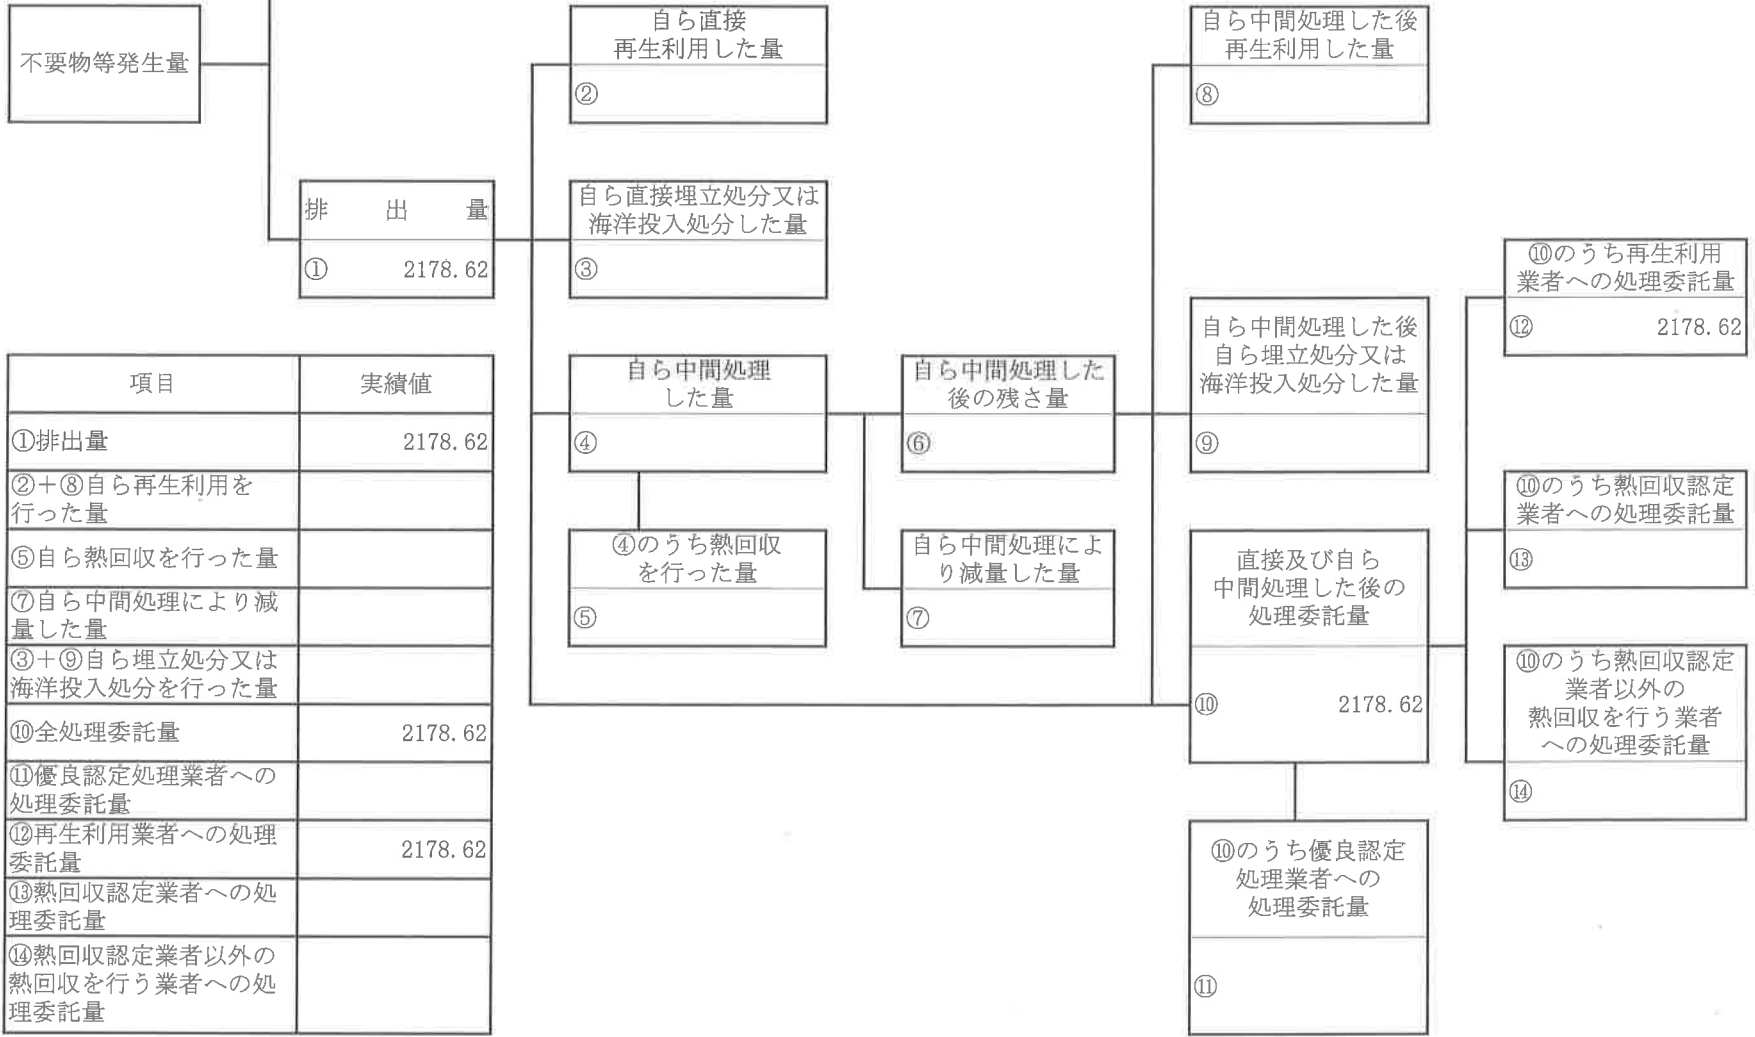 不要物等発生量
自ら直接
再生利用した量
②
自ら中間処理した後
再生利用した量
⑧
排 出 量
① 2178.62
自ら直接埋立処分又は
海洋投入処分した量
③
⑩のうち再生利用
業者への処理委託量
⑫ 2178.62
自ら中間処理した後
自ら埋立処分又は
海洋投入処分した量
⑨
自ら中間処理
した量
④
自ら中間処理した
後の残さ量
⑥
⑩のうち熱回収認定
業者への処理委託量
⑬
④のうち熱回収
を行った量
⑤
自ら中間処理によ
り減量した量
⑦
直接及び自ら
中間処理した後の
処理委託量
⑩ 2178.62
⑩のうち熱回収認定
業者以外の
熱回収を行う業者
への処理委託量
⑭
⑩のうち優良認定
処理業者への
処理委託量
⑪
項目 実績値
①排出量 2178.62
②＋⑧自ら再生利用を
行った量
⑤自ら熱回収を行った量
⑦自ら中間処理により減
量した量
③＋⑨自ら埋立処分又は
海洋投入処分を行った量
⑩全処理委託量 2178.62
⑪優良認定処理業者への
処理委託量
⑫再生利用業者への処理
委託量 2178.62
⑬熱回収認定業者への処
理委託量
⑭熱回収認定業者以外の
熱回収を行う業者への処
理委託量